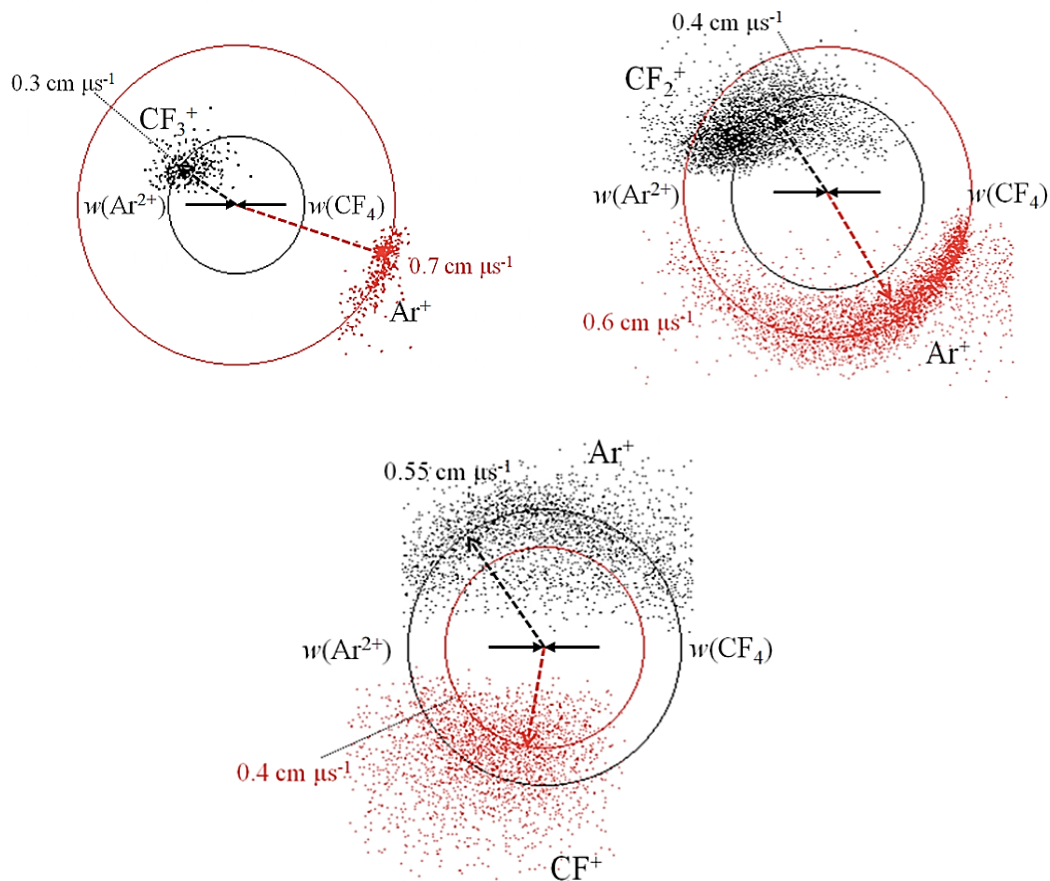 0.3 cm μs⁻¹
CF₃⁺
w(Ar²⁺)
w(CF₄)
0.7 cm μs⁻¹
Ar⁺
0.4 cm μs⁻¹
CF₂⁺
w(Ar²⁺)
w(CF₄)
0.6 cm μs⁻¹
Ar⁺
0.55 cm μs⁻¹
Ar⁺
w(Ar²⁺)
w(CF₄)
0.4 cm μs⁻¹
CF⁺